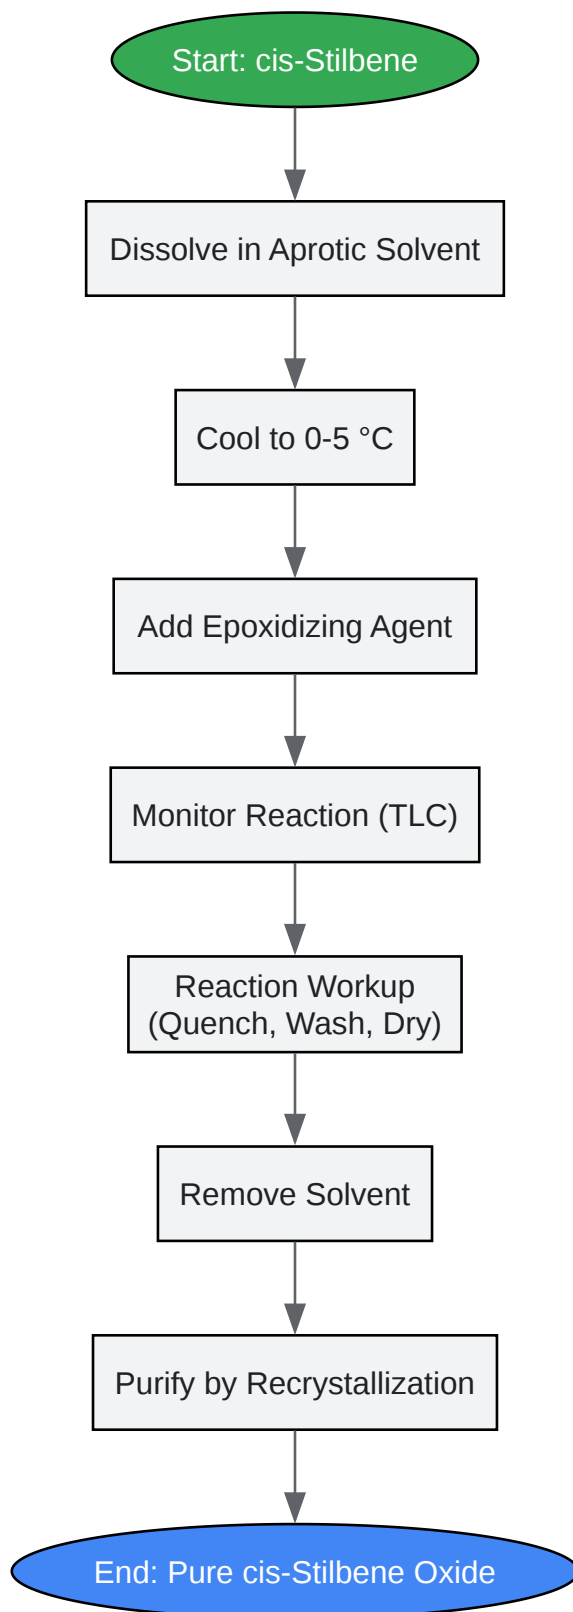 Start: cis-Stilbene
Dissolve in Aprotic Solvent
Cool to 0-5 °C
Add Epoxidizing Agent
Monitor Reaction (TLC)
Reaction Workup
(Quench, Wash, Dry)
Remove Solvent
Purify by Recrystallization
End: Pure cis-Stilbene Oxide